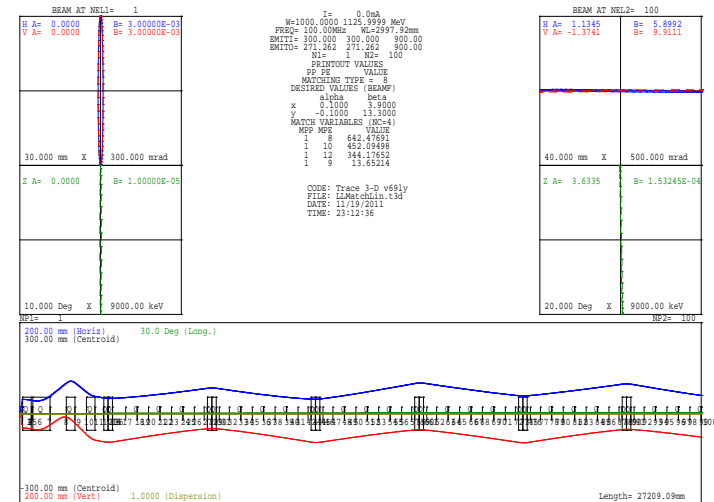 BEAM AT NEL1= 1
H A= 0.0000 B= 3.00000E-03
V A= 0.0000 B= 3.00000E-03
30.000 mm X 300.000 mrad
Z A= 0.0000 B= 1.00000E-05
10.000 Deg X 9000.00 keV
NP1= 1
I= 0.0mA
W=1000.0000 1125.9999 MeV
FREQ= 100.00MHz WL=2997.92mm
EMITI= 300.000 300.000 900.00
EMITO= 271.262 271.262 900.00
N1= 1 N2= 100
PRINTOUT VALUES
PP PE VALUE
MATCHING TYPE = 8
DESIRED VALUES (BEAMF)
alpha beta
x 0.1000 3.9000
y -0.1000 13.3000
MATCH VARIABLES (NC=4)
MPP MPE VALUE
1 8 642.47691
1 10 452.09498
1 12 344.17652
1 9 13.65214
CODE: Trace 3-D v69ly
FILE: LLMatchLin.t3d
DATE: 11/19/2011
TIME: 23:12:36
BEAM AT NEL2= 100
H A= 1.1345 B= 5.8992
V A= -1.3741 B= 9.9111
40.000 mm X 500.000 mrad
Z A= 3.6335 B= 1.53245E-04
20.000 Deg X 9000.00 keV
NP2= 100
200.00 mm (Horiz) 30.0 Deg (Long.)
300.00 mm (Centroid)
-300.00 mm (Centroid)
200.00 mm (Vert) 1.0000 (Dispersion)
Length= 27209.09mm